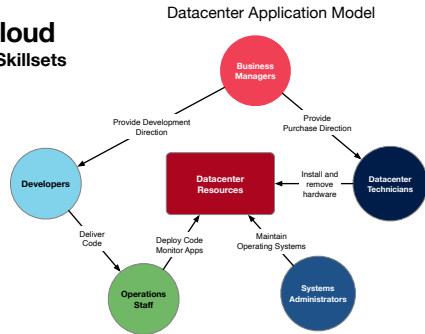 Datacenter Application Model
loud
Skillsets
Business
Managers
Provide Development
Direction
Provide
Purchase Direction
Developers
Datacenter
Resources
Install and
remove
hardware
Datacenter
Technicians
Deliver
Code
Deploy Code
Monitor Apps
Maintain
Operating Systems
Operations
Staff
Systems
Administrators